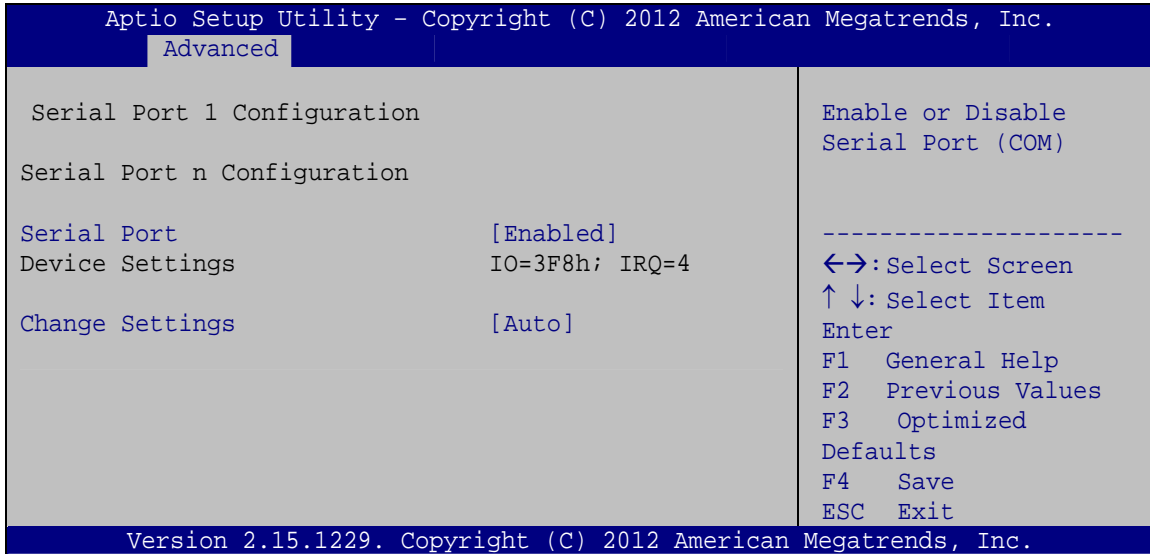 Aptio Setup Utility – Copyright (C) 2012 American Megatrends, Inc.
Advanced
Serial Port 1 Configuration
Serial Port n Configuration
Serial Port [Enabled]
Device Settings IO=3F8h; IRQ=4
Change Settings [Auto]
Enable or Disable
Serial Port (COM)
---------------------
←→:Select Screen
↑ ↓: Select Item
Enter
F1 General Help
F2 Previous Values
F3 Optimized
Defaults
F4 Save
ESC Exit
Version 2.15.1229. Copyright (C) 2012 American Megatrends, Inc.